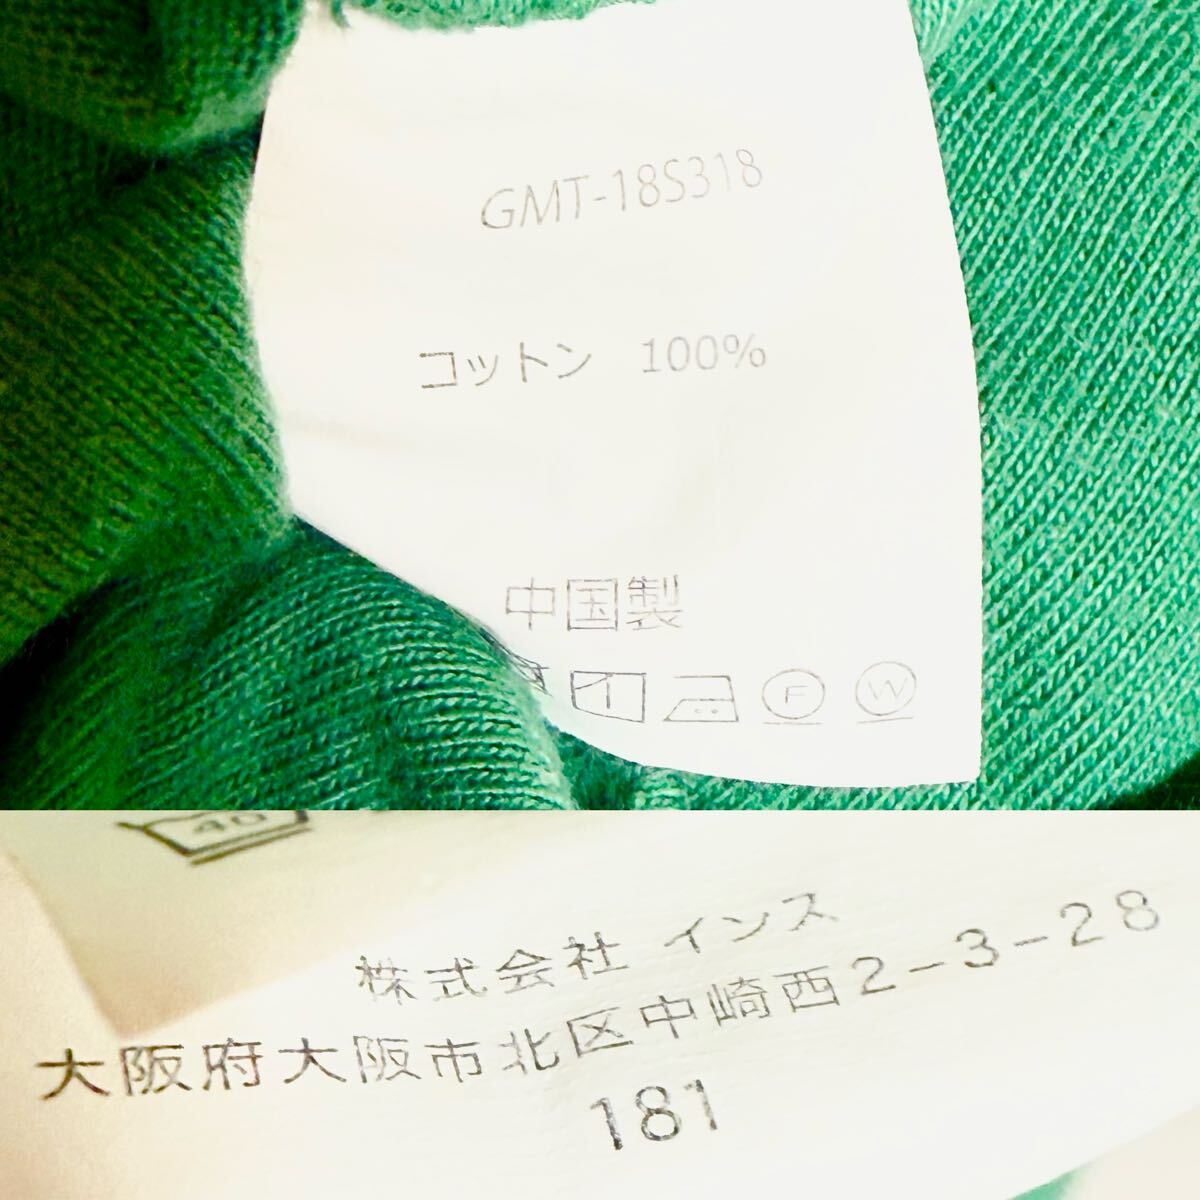 GMT-18S318
コットン 100%
中国製
F W
40
株式会社 インス
大阪府大阪市北区中崎西2-3-28
181